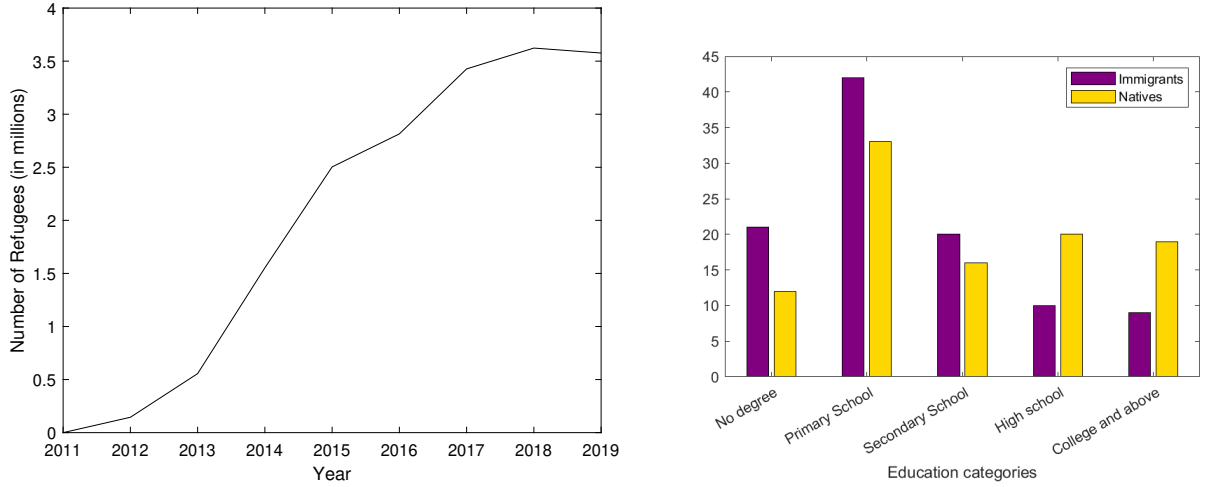 4
3.5
3
2.5
2
1.5
1
0.5
0
Number of Refugees (in millions)
2011 2012 2013 2014 2015 2016 2017 2018 2019
Year
45
40
35
30
25
20
15
10
5
0
Immigrants
Natives
No degree
Primary School
Secondary School
High school
College and above
Education categories